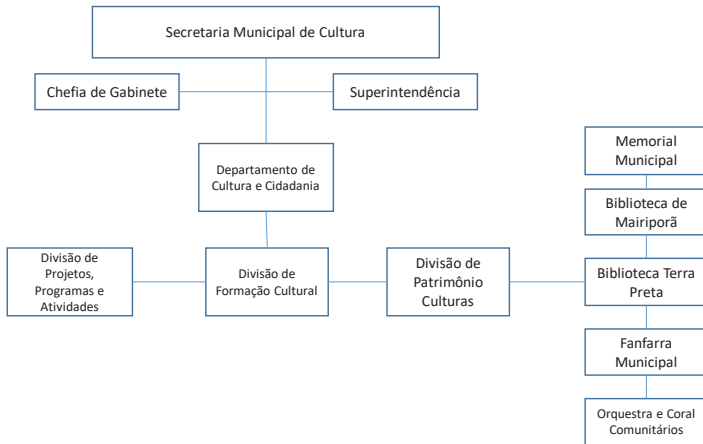 Secretaria Municipal de Cultura
Chefia de Gabinete
Superintendência
Departamento de
Cultura e Cidadania
Memorial
Municipal
Biblioteca de
Mairiporã
Divisão de
Projetos,
Programas e
Atividades
Divisão de
Formação Cultural
Divisão de
Patrimônio
Culturas
Biblioteca Terra
Preta
Fanfarra
Municipal
Orquestra e Coral
Comunitários